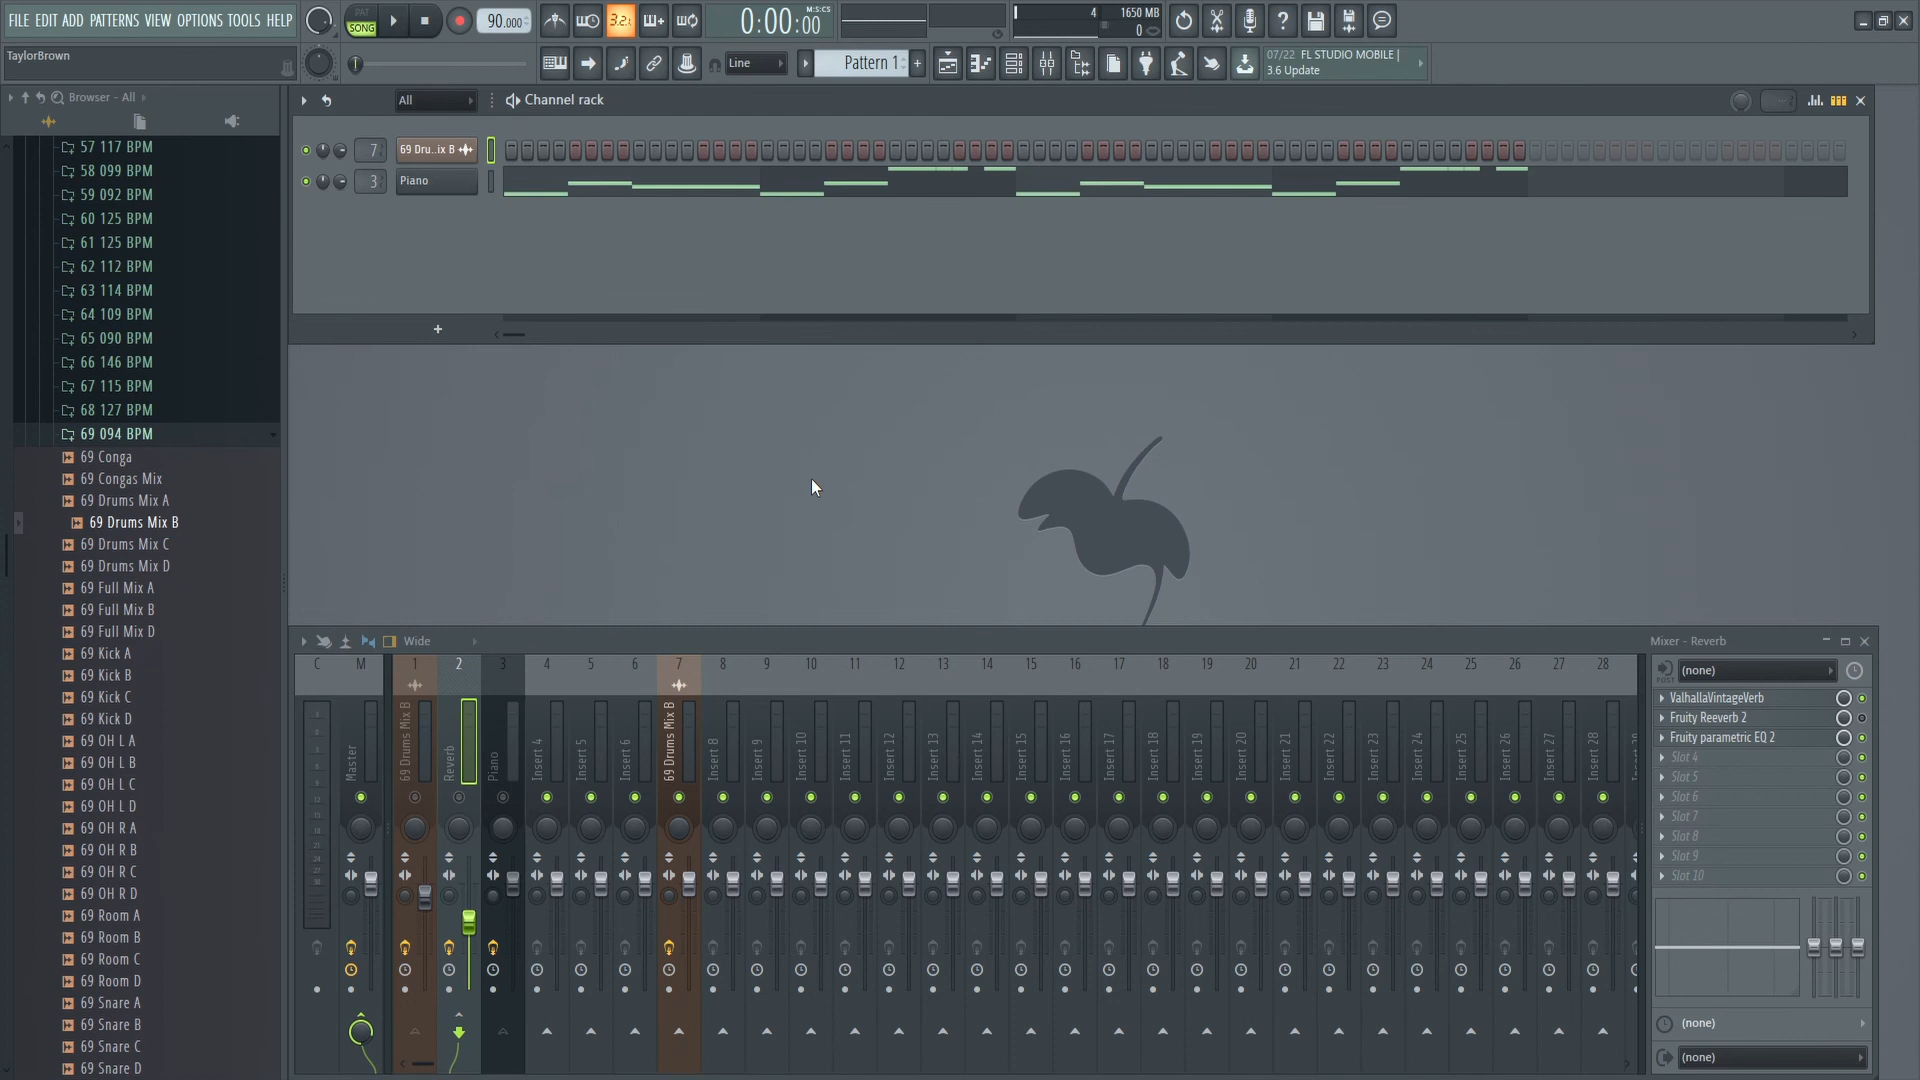 FILE EDIT ADD PATTERNS VIEW OPTIONS TOOLS HELP
PAT
SONG
90.000
3.2.
M:S:CS
0:00:00
4
1650 MB
0
TaylorBrown
Line
Pattern 1
07/22 FL STUDIO MOBILE |
3.6 Update
Browser - All
All
Channel rack
7
69 Dru..ix B
3
Piano
57 117 BPM
58 099 BPM
59 092 BPM
60 125 BPM
61 125 BPM
62 112 BPM
63 114 BPM
64 109 BPM
65 090 BPM
66 146 BPM
67 115 BPM
68 127 BPM
69 094 BPM
69 Conga
69 Congas Mix
69 Drums Mix A
69 Drums Mix B
69 Drums Mix C
69 Drums Mix D
69 Full Mix A
69 Full Mix B
69 Full Mix D
69 Kick A
69 Kick B
69 Kick C
69 Kick D
69 OH L A
69 OH L B
69 OH L C
69 OH L D
69 OH R A
69 OH R B
69 OH R C
69 OH R D
69 Room A
69 Room B
69 Room C
69 Room D
69 Snare A
69 Snare B
69 Snare C
69 Snare D
Wide
C M 1 2 3 4 5 6 7 8 9 10 11 12 13 14 15 16 17 18 19 20 21 22 23 24 25 26 27 28
Master
69 Drums Mix B
Reverb
Piano
Insert 4
Insert 5
Insert 6
69 Drums Mix B
Insert 8
Insert 9
Insert 10
Insert 11
Insert 12
Insert 13
Insert 14
Insert 15
Insert 16
Insert 17
Insert 18
Insert 19
Insert 20
Insert 21
Insert 22
Insert 23
Insert 24
Insert 25
Insert 26
Insert 27
Insert 28
Mixer - Reverb
POST
(none)
ValhallaVintageVerb
Fruity Reeverb 2
Fruity parametric EQ 2
Slot 4
Slot 5
Slot 6
Slot 7
Slot 8
Slot 9
Slot 10
(none)
(none)